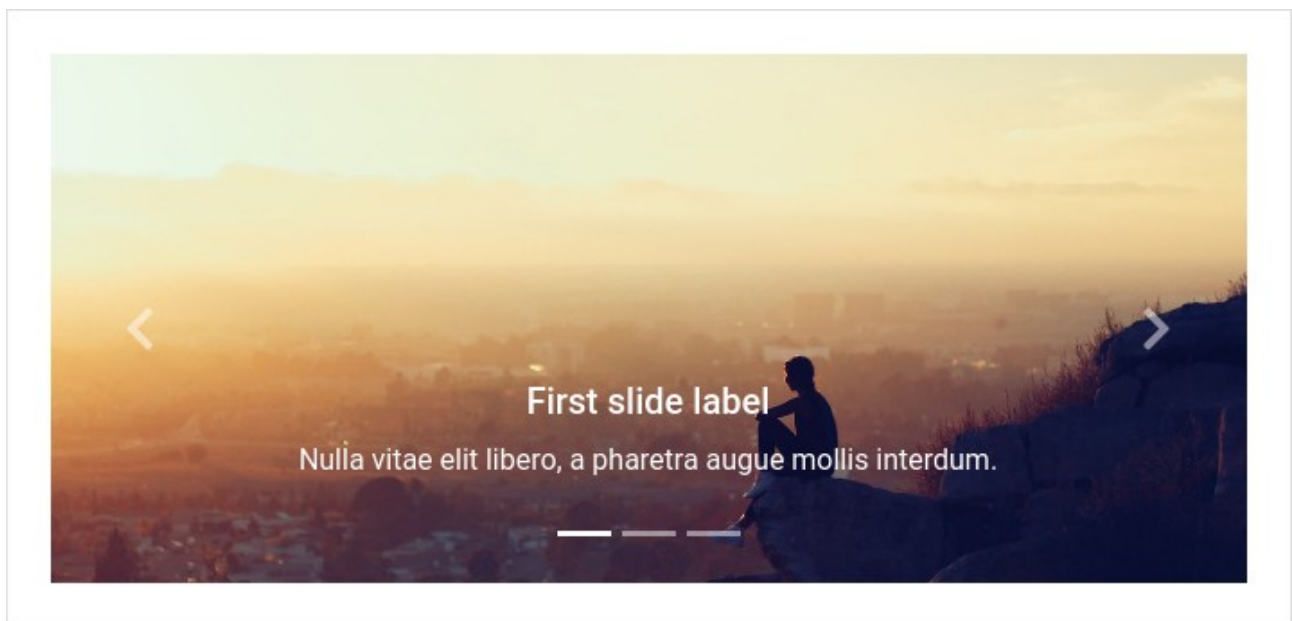 First slide label
Nulla vitae elit libero, a pharetra augue mollis interdum.